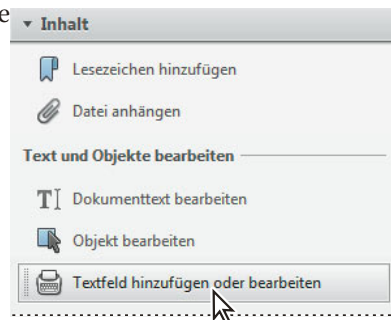 e
Inhalt
Lesezeichen hinzufügen
Datei anhängen
Text und Objekte bearbeiten
Dokumenttext bearbeiten
Objekt bearbeiten
Textfeld hinzufügen oder bearbeiten